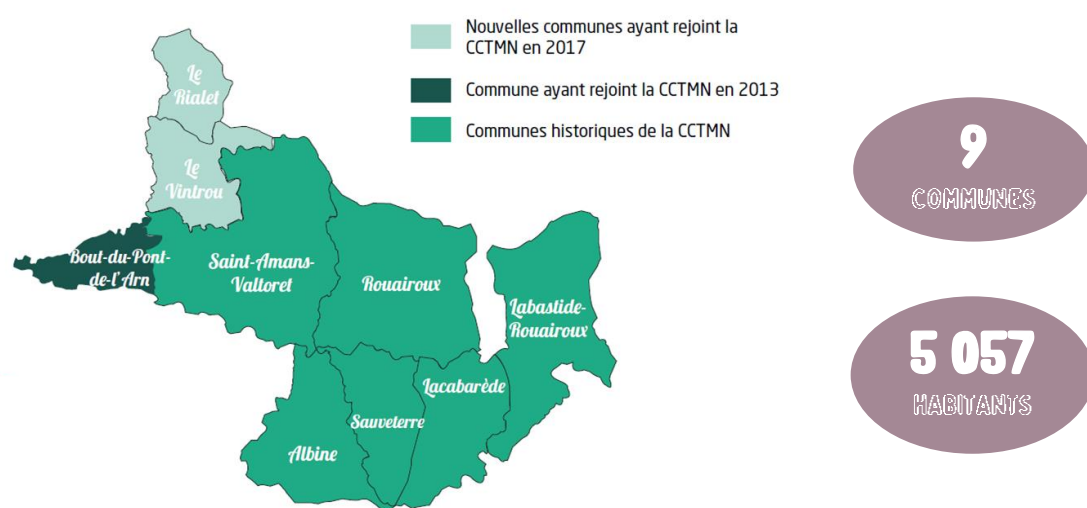 Nouvelles communes ayant rejoint la
CCTMN en 2017
Commune ayant rejoint la CCTMN en 2013
Communes historiques de la CCTMN
Le
Rialet
Le
Vintrou
Bout-du-Pont-
de-l'Arn
Saint-Amans-
Valtoret
Rouairoux
Labastide-
Rouairoux
Lacabarède
Sauveterre
Albine
9
COMMUNES
5 057
HABITANTS